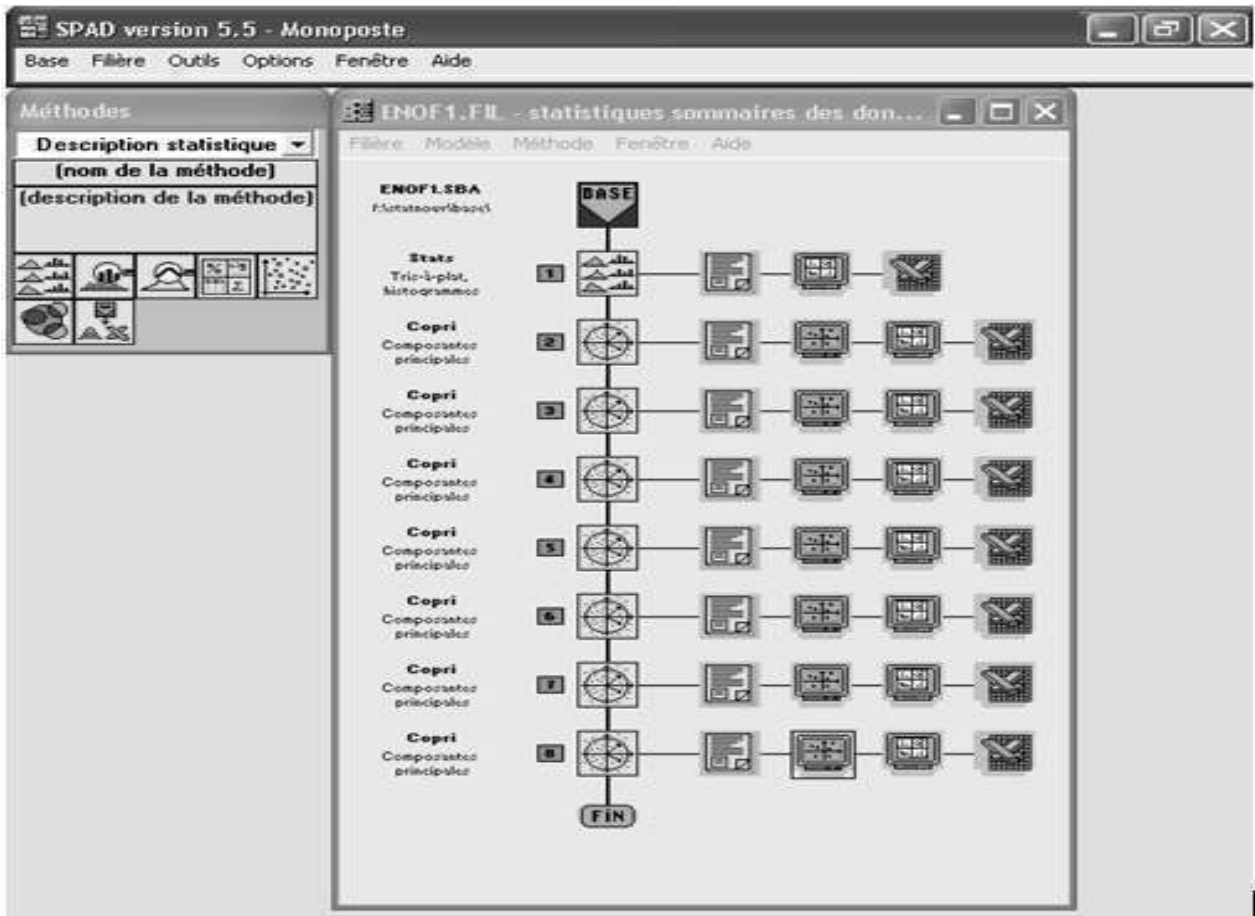 SPAD version 5.5 - Monoposte
Base Filière Outils Options Fenêtre Aide
Méthodes
Description statistique
(nom de la méthode)
(description de la méthode)
ENOF1.FIL - statistiques sommaires des don...
Filière Modèle Méthode Fenêtre Aide
ENOF1.SBA
BASE
Stats
Tris-à-plat,
histogrammes
1
Copri
Composantes
principales
2
Copri
Composantes
principales
3
Copri
Composantes
principales
4
Copri
Composantes
principales
5
Copri
Composantes
principales
6
Copri
Composantes
principales
7
Copri
Composantes
principales
8
FIN